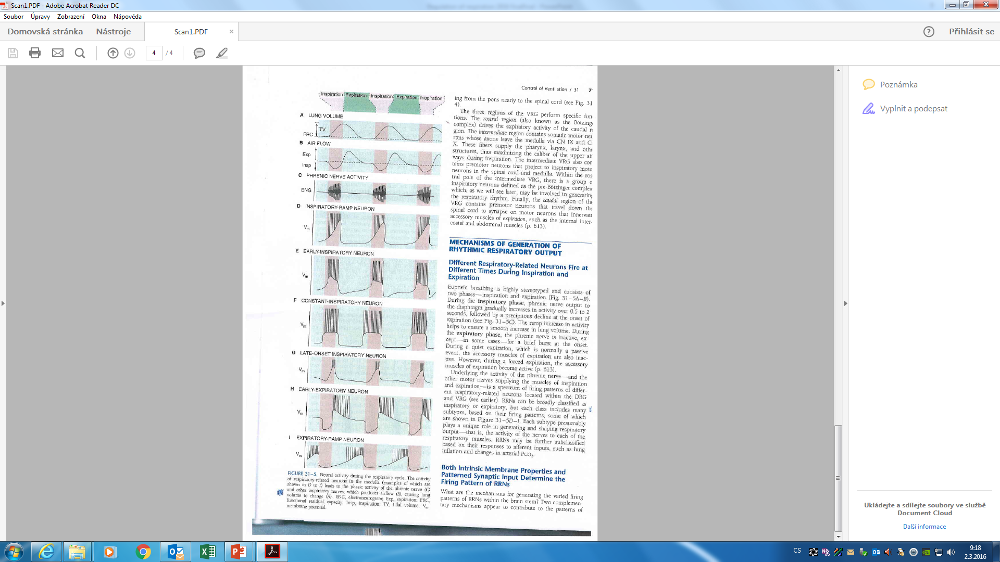 Scan1.PDF - Adobe Acrobat Reader DC
Soubor Úpravy Zobrazení Okna Nápověda
Domovská stránka Nástroje Scan1.PDF × Přihlásit se
4 / 4
Poznámka
Vyplnit a podepsat
Ukládejte a sdílejte soubory ve službě
Document Cloud
Další informace
Control of Ventilation / 31 7
Inspiration Expiration Inspiration Expiration Inspiration
A LUNG VOLUME
TV
FRC
B AIR FLOW
Exp
Insp
C PHRENIC NERVE ACTIVITY
ENG
D INSPIRATORY-RAMP NEURON
Vm
E EARLY-INSPIRATORY NEURON
Vm
F CONSTANT-INSPIRATORY NEURON
Vm
G LATE-ONSET INSPIRATORY NEURON
Vm
H EARLY-EXPIRATORY NEURON
Vm
I EXPIRATORY-RAMP NEURON
Vm
FIGURE 31–5. Neural activity during the respiratory cycle. The activity
of respiratory-related neurons in the medulla (examples of which are
shown in D to I) leads to the phasic activity of the phrenic nerve (C)
and other respiratory nerves, which produces airflow (B), causing lung
volume to change (A). ENG, electroneurogram; Exp, expiration; FRC,
functional residual capacity; Insp, inspiration; TV, tidal volume; Vm,
membrane potential.
ing from the pons nearly to the spinal cord (see Fig. 31
4).
The three regions of the VRG perform specific fun
tions. The rostral region (also known as the Bötzing
complex) drives the expiratory activity of the caudal r
gion. The intermediate region contains somatic motor neu
rons whose axons leave the medulla via CN IX and C
X. These fibers supply the pharynx, larynx, and othe
structures, thus maximizing the caliber of the upper air
ways during inspiration. The intermediate VRG also con
tains premotor neurons that project to inspiratory moto
neurons in the spinal cord and medulla. Within the ros
tral pole of the intermediate VRG, there is a group o
inspiratory neurons defined as the pre-Bötzinger complex
which, as we will see later, may be involved in generating
the respiratory rhythm. Finally, the caudal region of the
VRG contains premotor neurons that travel down the
spinal cord to synapse on motor neurons that innervate
accessory muscles of expiration, such as the internal inter-
costal and abdominal muscles (p. 613).
MECHANISMS OF GENERATION OF
RHYTHMIC RESPIRATORY OUTPUT
Different Respiratory-Related Neurons Fire at
Different Times During Inspiration and
Expiration
Eupneic breathing is highly stereotyped and consists of
two phases—inspiration and expiration (Fig. 31–5A–B).
During the inspiratory phase, phrenic nerve output to
the diaphragm gradually increases in activity over 0.5 to 2
seconds, followed by a precipitous decline at the onset of
expiration (see Fig. 31–5C). The ramp increase in activity
helps to ensure a smooth increase in lung volume. During
the expiratory phase, the phrenic nerve is inactive, ex-
cept—in some cases—for a brief burst at the onset.
During a quiet expiration, which is normally a passive
event, the accessory muscles of expiration are also inac-
tive. However, during a forced expiration, the accessory
muscles of expiration become active (p. 613).
Underlying the activity of the phrenic nerve—and the
other motor nerves supplying the muscles of inspiration
and expiration—is a spectrum of firing patterns of differ-
ent respiratory-related neurons located within the DRG
and VRG (see earlier). RRNs can be broadly classified as
inspiratory or expiratory, but each class includes many
subtypes, based on their firing patterns, some of which
are shown in Figure 31–5D–I. Each subtype presumably
plays a unique role in generating and shaping respiratory
output—that is, the activity of the nerves to each of the
respiratory muscles. RRNs may be further subclassified
based on their responses to afferent inputs, such as lung
inflation and changes in arterial PCO2.
Both Intrinsic Membrane Properties and
Patterned Synaptic Input Determine the
Firing Pattern of RRNs
What are the mechanisms for generating the varied firing
patterns of RRNs within the brain stem? Two complemen-
tary mechanisms appear to contribute to the patterns of
CS
9:18
2.3.2016